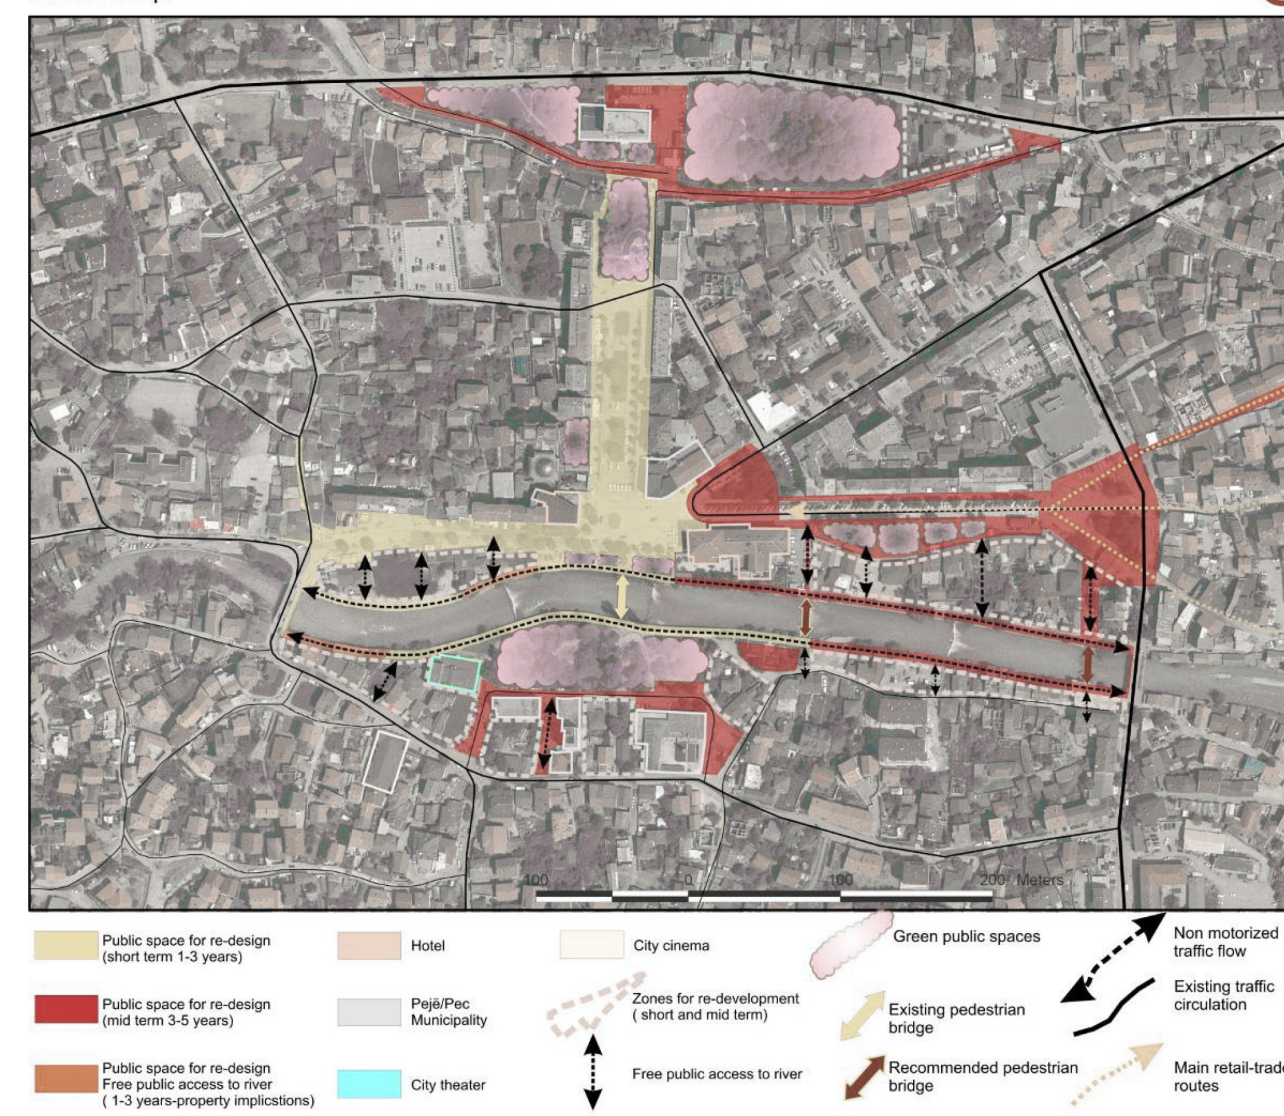 100 0 100 200 Meters
Public space for re-design
(short term 1-3 years)
Hotel
City cinema
Green public spaces
Non motorized
traffic flow
Public space for re-design
(mid term 3-5 years)
Pejë/Pec
Municipality
Zones for re-development
( short and mid term)
Existing pedestrian
bridge
Existing traffic
circulation
Public space for re-design
Free public access to river
( 1-3 years-property implicstions)
City theater
Free public access to river
Recommended pedestrian
bridge
Main retail-trade
routes